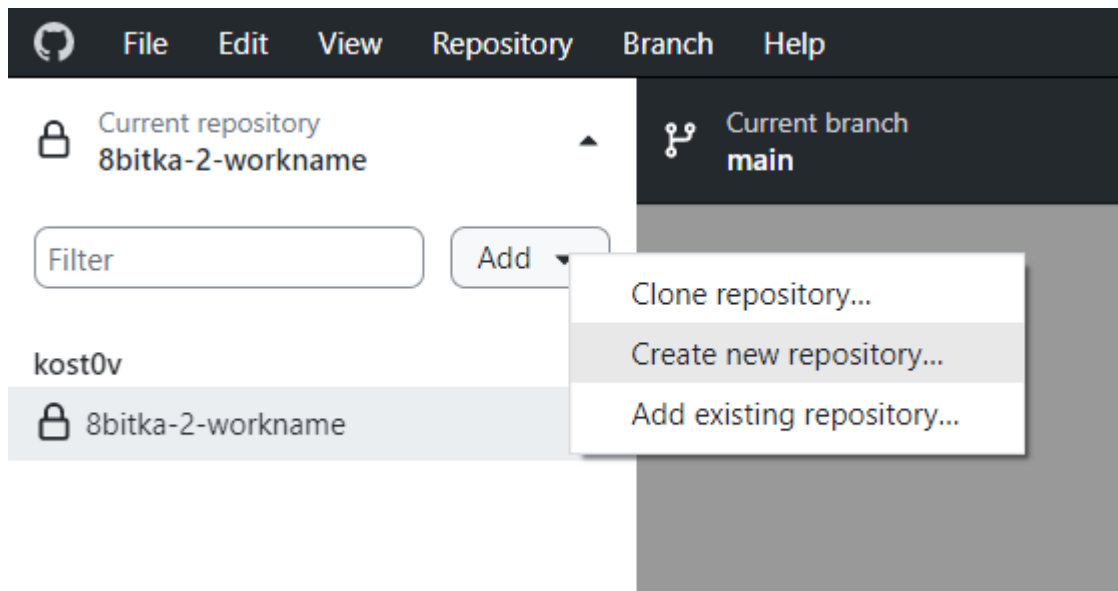 File Edit View Repository Branch Help
Current repository
8bitka-2-workname
Current branch
main
Filter
Add
Clone repository...
Create new repository...
Add existing repository...
kost0v
8bitka-2-workname